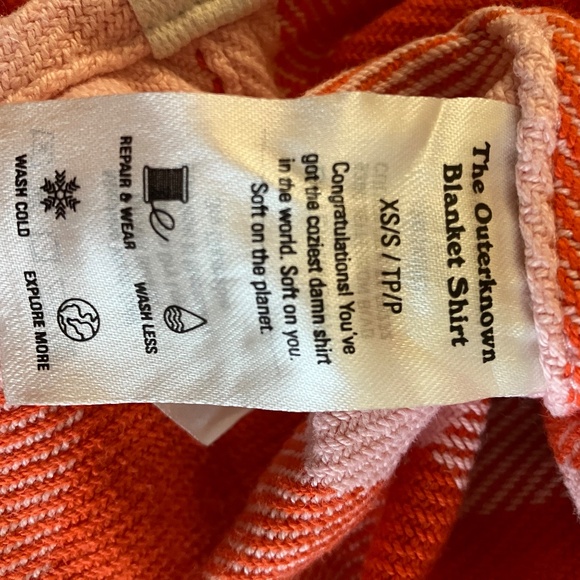 The Outerknown
Blanket Shirt
XS/S / TP/P
Congratulations! You've
got the coziest damn shirt
in the world. Soft on you.
Soft on the planet.
REPAIR & WEAR
WASH LESS
WASH COLD
EXPLORE MORE